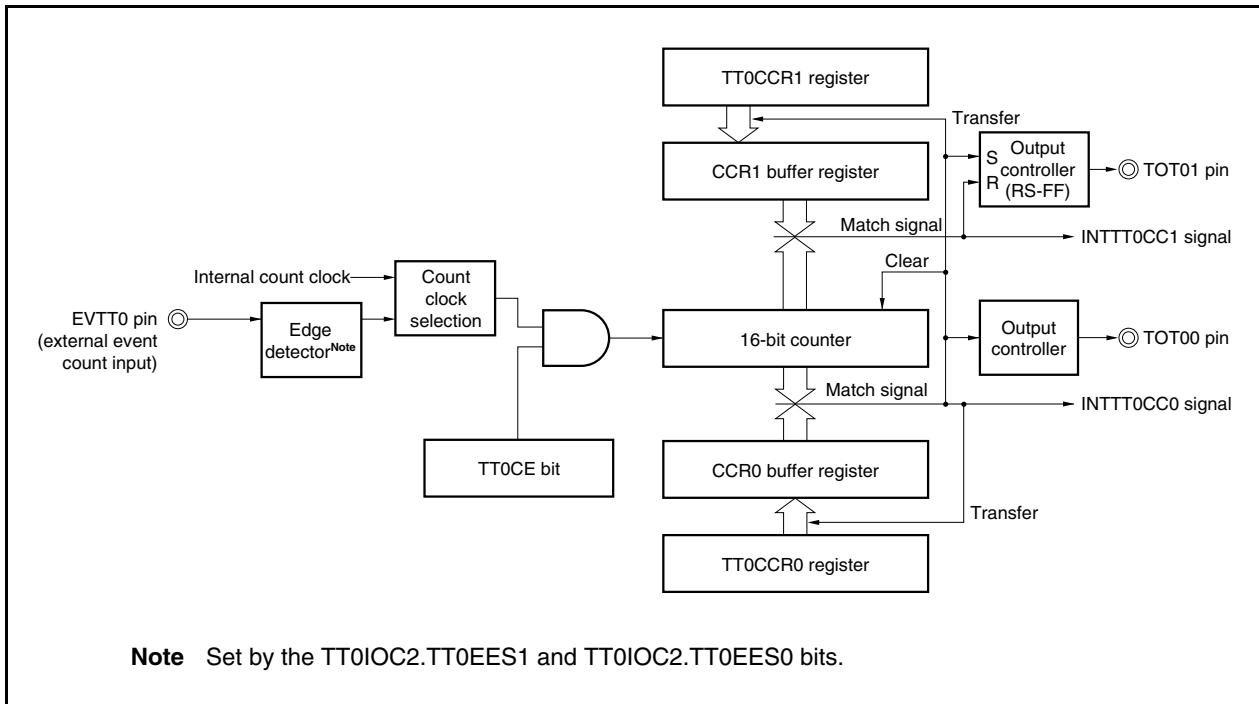 TT0CCR1 register
Transfer
CCR1 buffer register
S
R
Output
controller
(RS-FF)
TOT01 pin
Match signal
INTTT0CC1 signal
Clear
Internal count clock
Count
clock
selection
EVTT0 pin
(external event
count input)
Edge
detectorNote
16-bit counter
Output
controller
TOT00 pin
Match signal
INTTT0CC0 signal
TT0CE bit
CCR0 buffer register
Transfer
TT0CCR0 register
Note Set by the TT0IOC2.TT0EES1 and TT0IOC2.TT0EES0 bits.